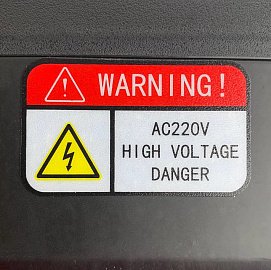 WARNING!
AC220V
HIGH VOLTAGE
DANGER